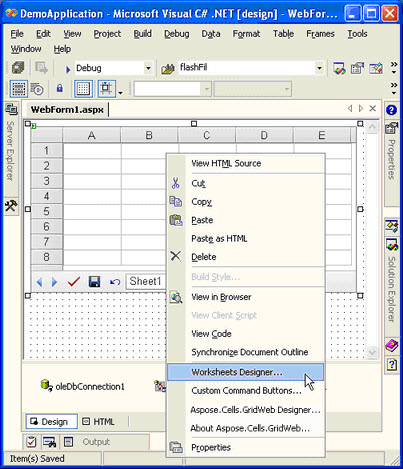 DemoApplication - Microsoft Visual C# .NET [design] - WebForm
File Edit View Project Build Debug Data Format Table Frames Tools
Window Help
Debug flashFil
WebForm1.aspx
Server Explorer
Properties
Solution Explorer
A B C D E
1
2
3
4
5
6
7
8
Sheet1
View HTML Source
Cut
Copy
Paste
Paste as HTML
Delete
Build Style...
View in Browser
View Client Script
View Code
Synchronize Document Outline
Worksheets Designer...
Custom Command Buttons...
Aspose.Cells.GridWeb Designer...
About Aspose.Cells.GridWeb...
Properties
oleDbConnection1
Design HTML
Output
Item(s) Saved